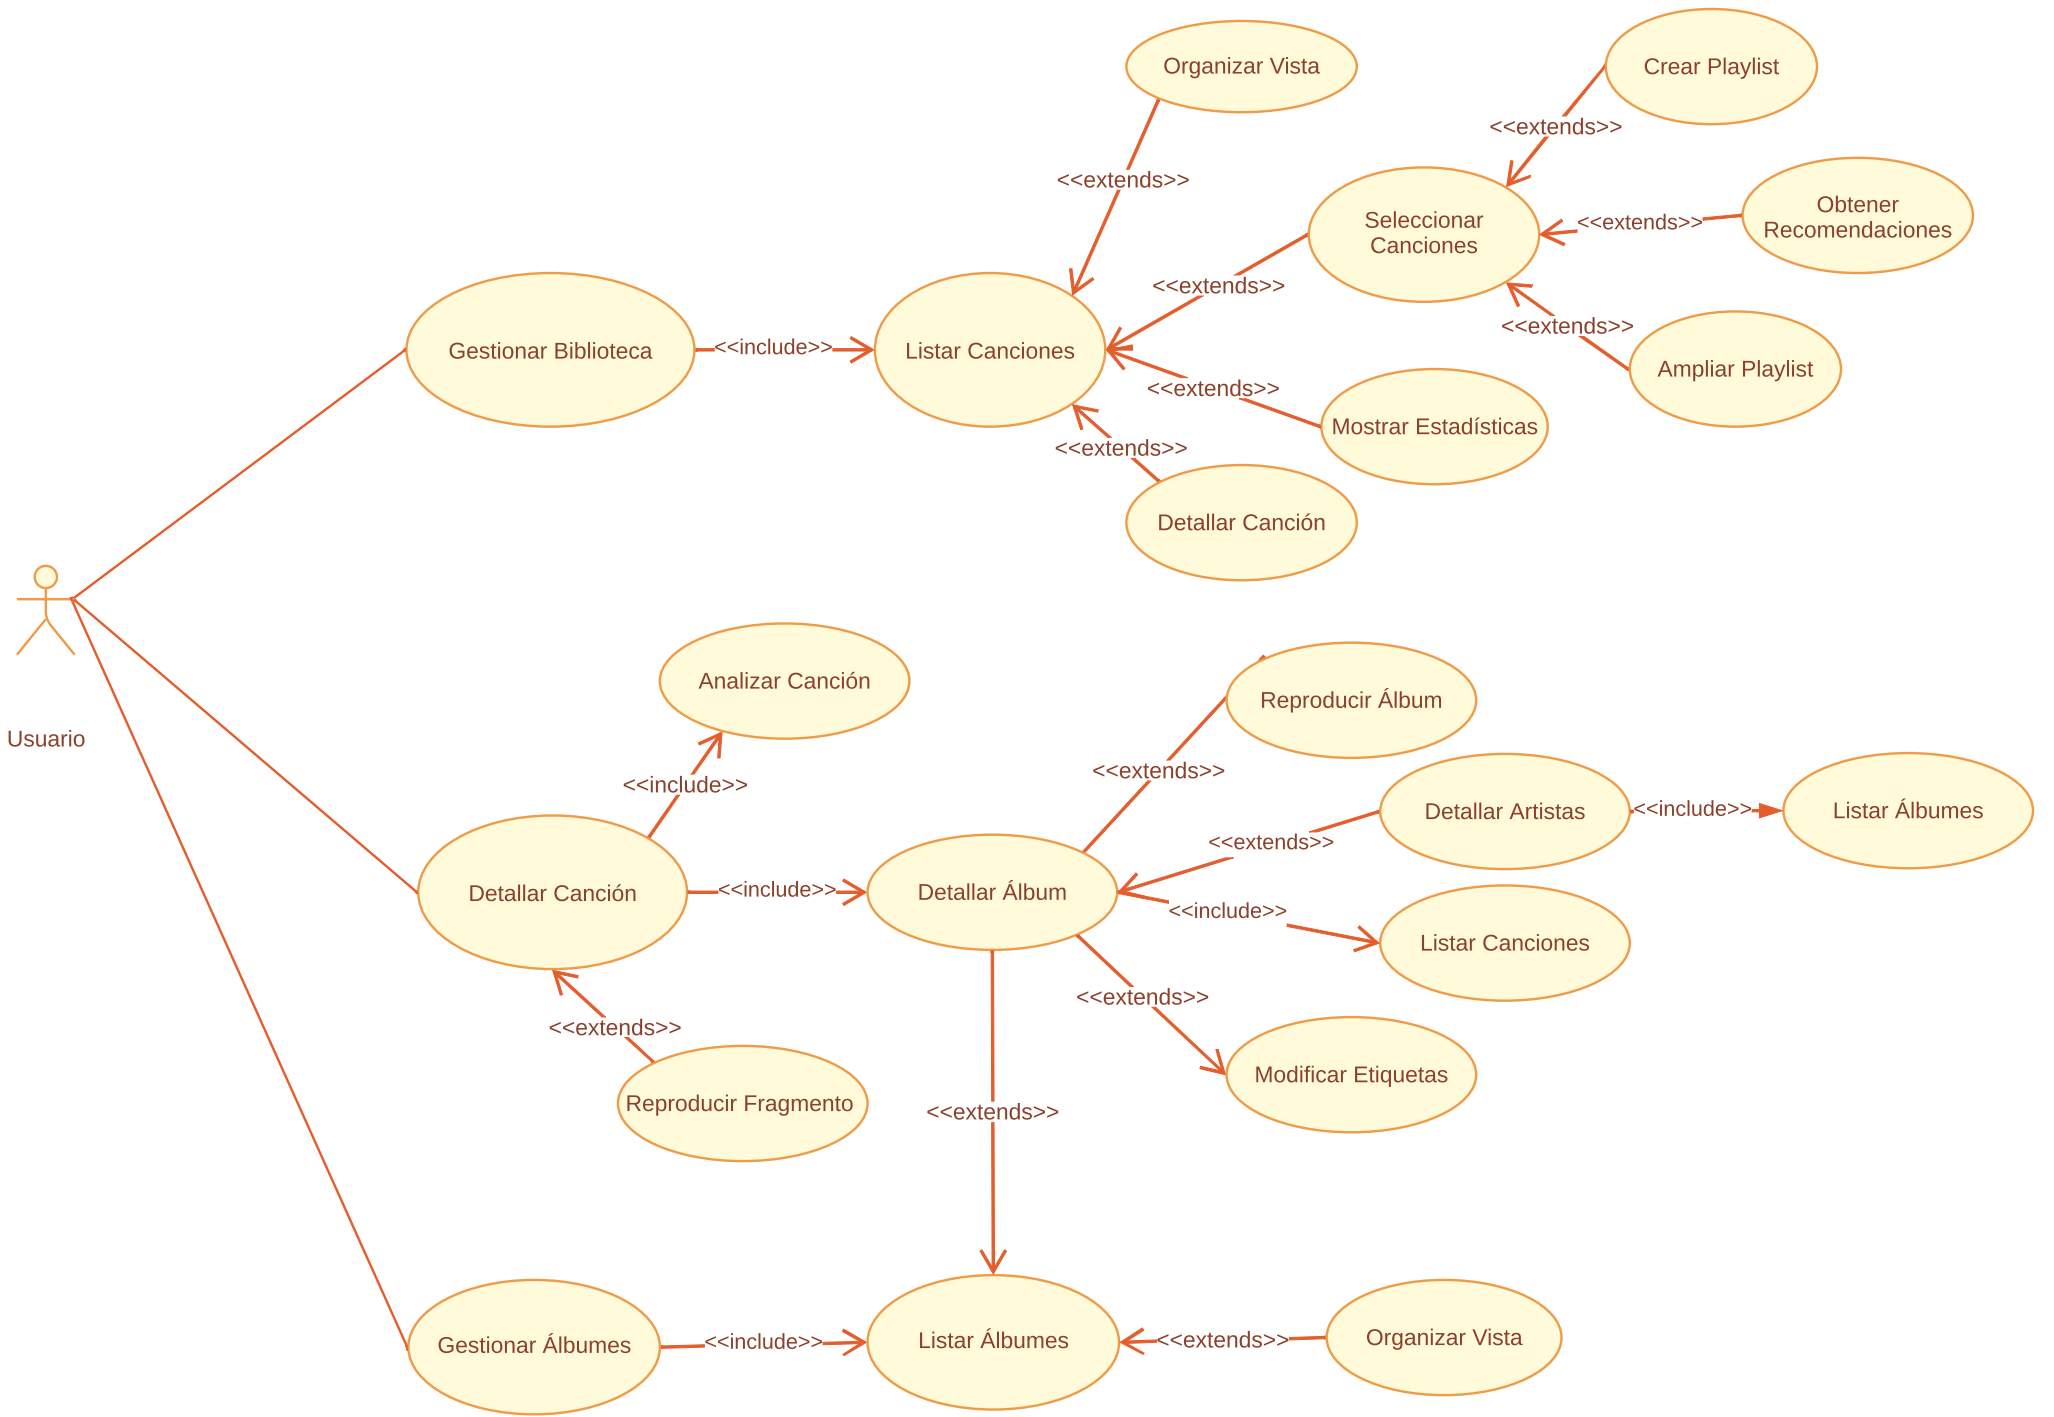 Organizar Vista
Crear Playlist
<<extends>>
<<extends>>
Seleccionar
Canciones
Obtener
Recomendaciones
<<extends>>
<<extends>>
<<extends>>
Gestionar Biblioteca
<<include>>
Listar Canciones
Ampliar Playlist
<<extends>>
Mostrar Estadísticas
<<extends>>
Detallar Canción
Usuario
Analizar Canción
<<include>>
Reproducir Álbum
<<extends>>
Detallar Artistas
<<include>>
Listar Álbumes
<<extends>>
Detallar Canción
<<include>>
Detallar Álbum
<<include>>
Listar Canciones
<<extends>>
<<extends>>
Modificar Etiquetas
Reproducir Fragmento
<<extends>>
Gestionar Álbumes
<<include>>
Listar Álbumes
<<extends>>
Organizar Vista